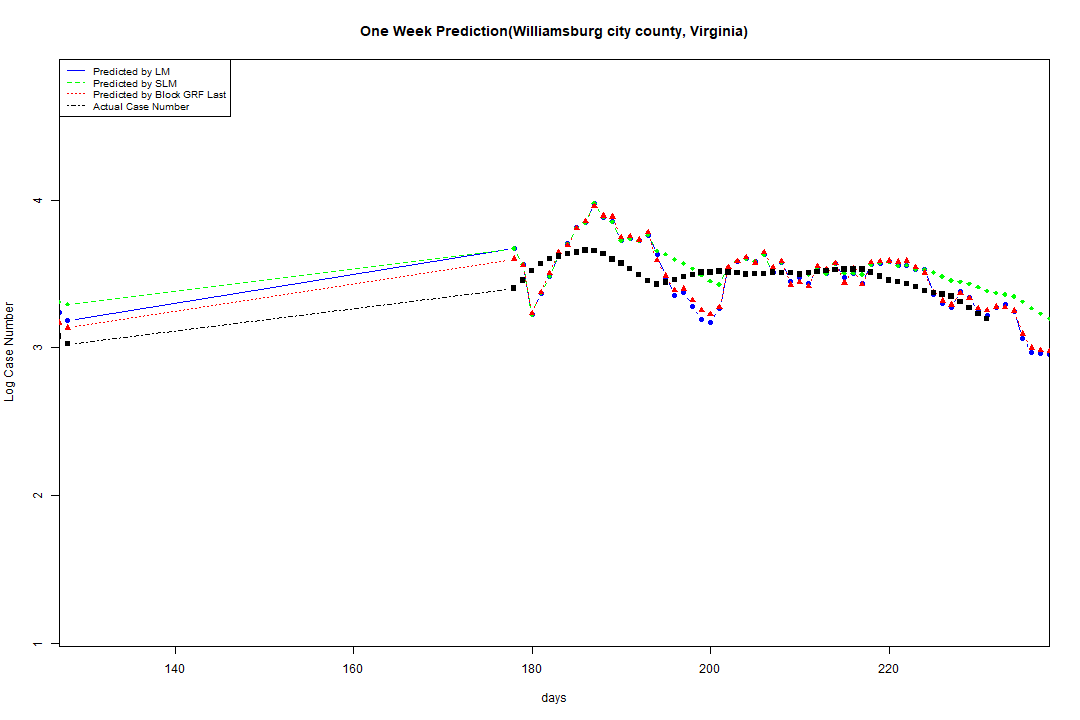 One Week Prediction(Williamsburg city county, Virginia)
Predicted by LM
Predicted by SLM
Predicted by Block GRF Last
Actual Case Number
Log Case Number
4
3
2
1
140
160
180
200
220
days